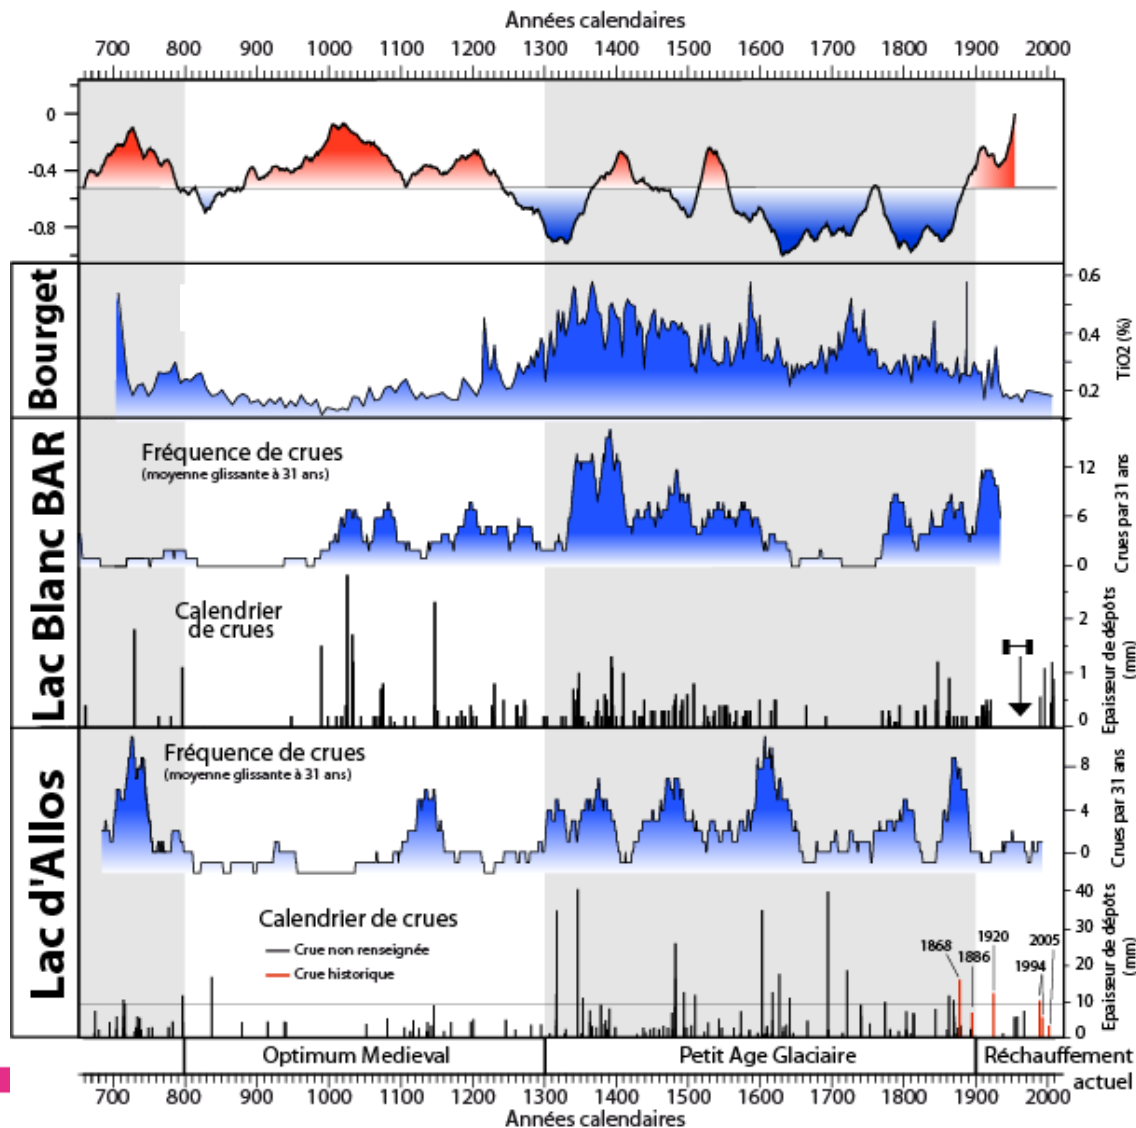 Années calendaires
700 800 900 1000 1100 1200 1300 1400 1500 1600 1700 1800 1900 2000
0
-0.4
-0.8
Bourget
0.6
0.4
0.2
TiO2 (%)
Lac Blanc BAR
Fréquence de crues
(moyenne glissante à 31 ans)
12
6
0
Crues par 31 ans
Calendrier
de crues
2
1
0
Epaisseur de dépôts
(mm)
Lac d'Allos
Fréquence de crues
(moyenne glissante à 31 ans)
8
4
0
Crues par 31 ans
Calendrier de crues
Crue non renseignée
Crue historique
1868
1886
1920
1994
2005
40
30
20
10
0
Epaisseur de dépôts
(mm)
Optimum Medieval
Petit Age Glaciaire
Réchauffement
actuel
700 800 900 1000 1100 1200 1300 1400 1500 1600 1700 1800 1900 2000
Années calendaires